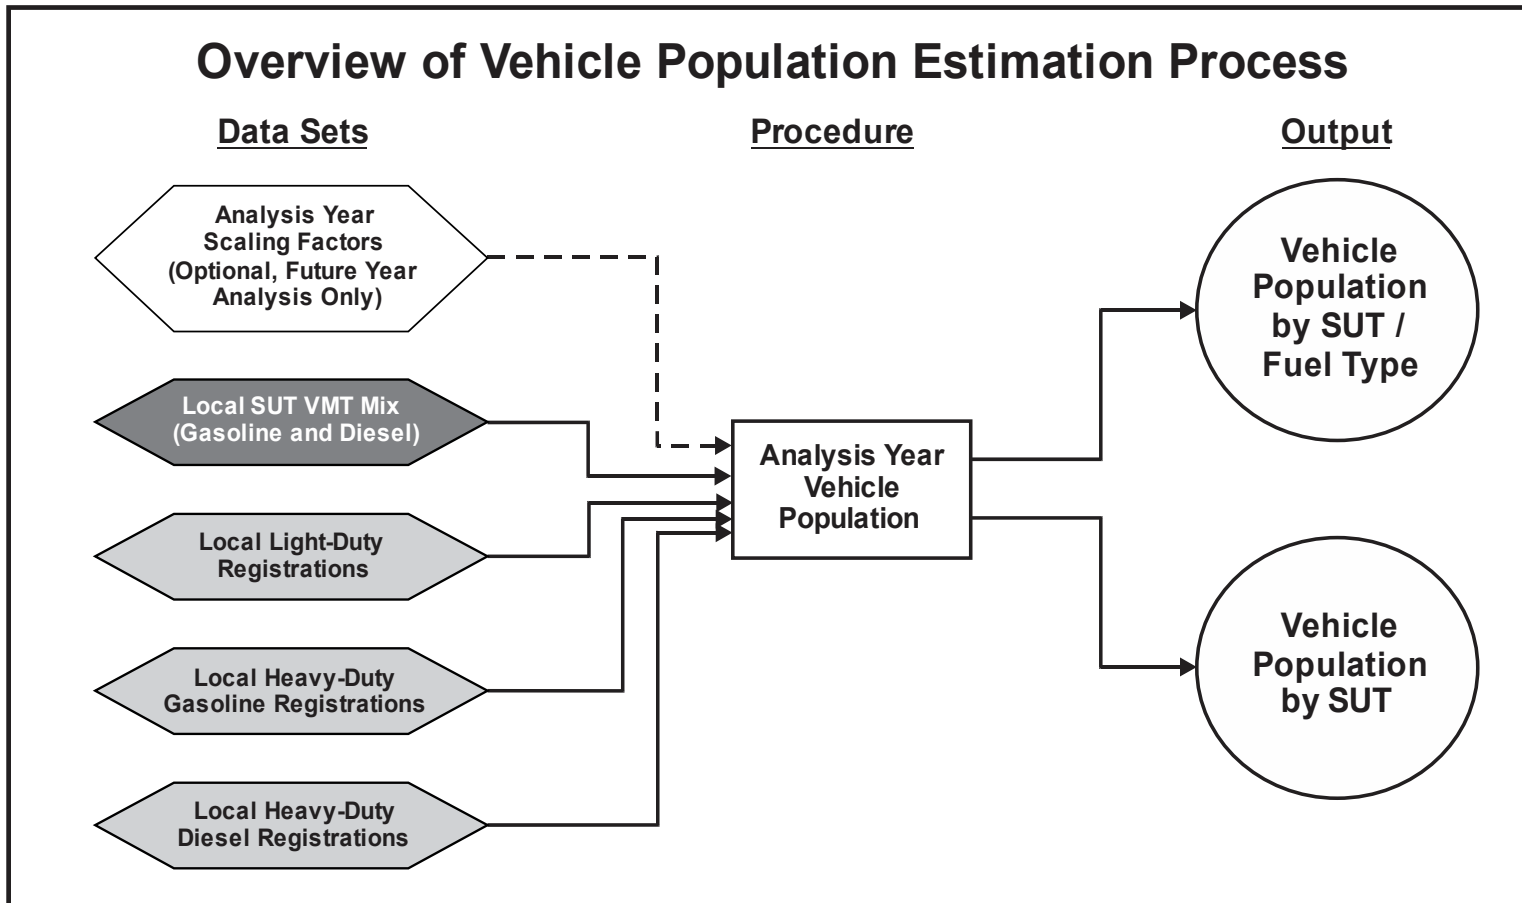 Overview of Vehicle Population Estimation Process
Data Sets
Procedure
Output
Analysis Year
Scaling Factors
(Optional, Future Year
Analysis Only)
Local SUT VMT Mix
(Gasoline and Diesel)
Local Light-Duty
Registrations
Local Heavy-Duty
Gasoline Registrations
Local Heavy-Duty
Diesel Registrations
Analysis Year
Vehicle
Population
Vehicle
Population
by SUT /
Fuel Type
Vehicle
Population
by SUT